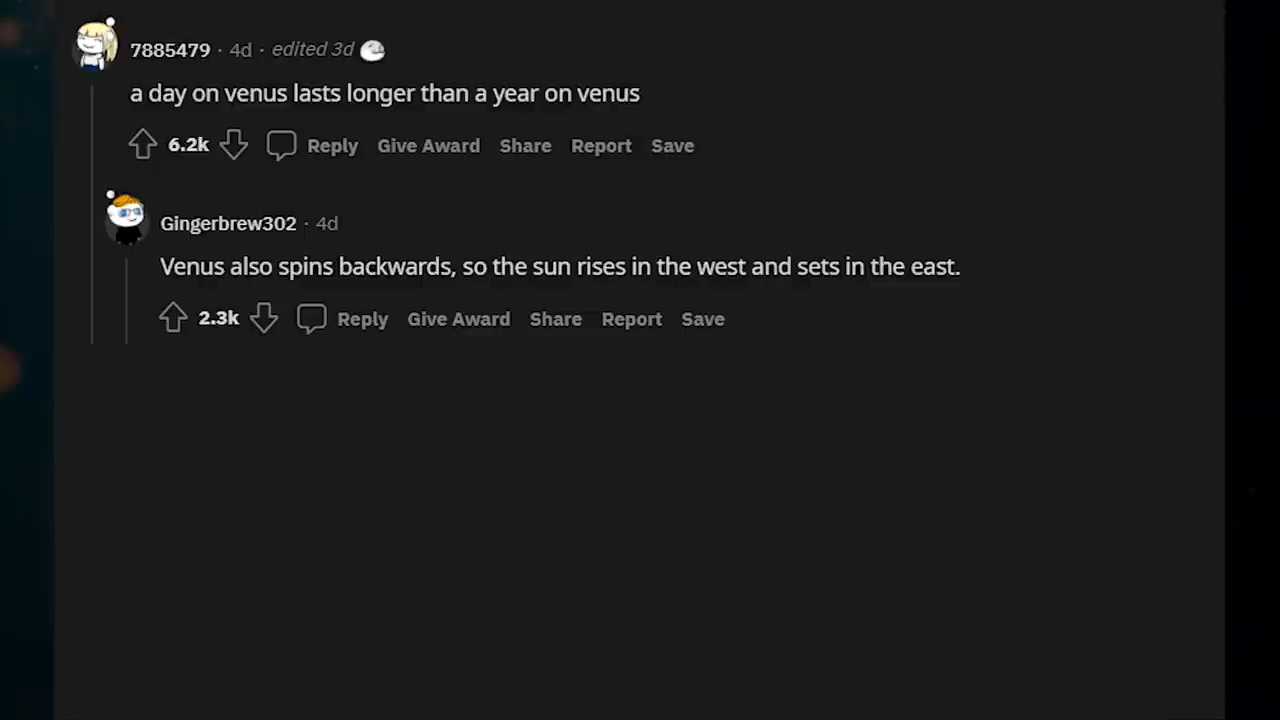 7885479 · 4d · edited 3d
a day on venus lasts longer than a year on venus
6.2k Reply Give Award Share Report Save
Gingerbrew302 · 4d
Venus also spins backwards, so the sun rises in the west and sets in the east.
2.3k Reply Give Award Share Report Save